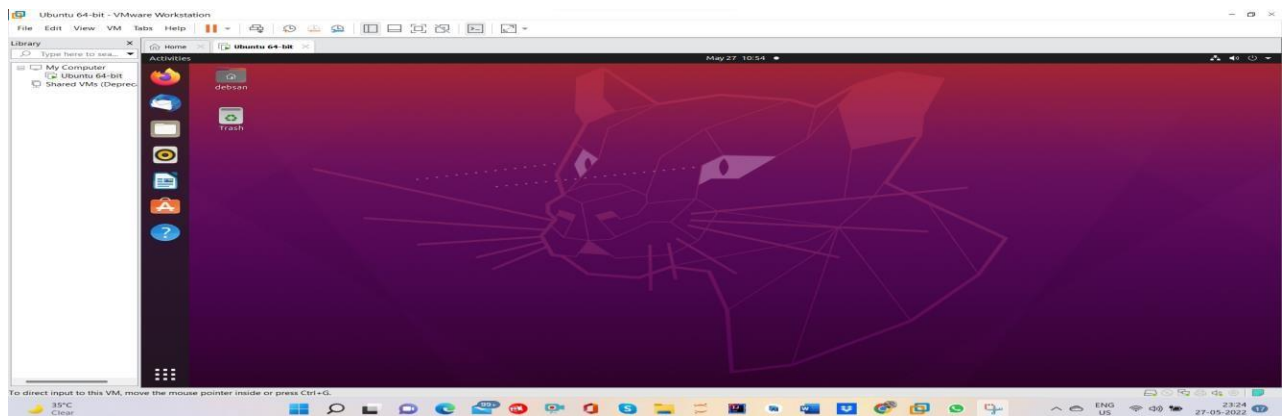 Ubuntu 64-bit - VMware Workstation
File Edit View VM Tabs Help
Library
Type here to sea...
Home
Ubuntu 64-bit
My Computer
Ubuntu 64-bit
Shared VMs (Deprec
Activities
May 27 10:54
debsan
Trash
To direct input to this VM, move the mouse pointer inside or press Ctrl+G.
35°C
Clear
99+
ENG
US
23:24
27-05-2022
12